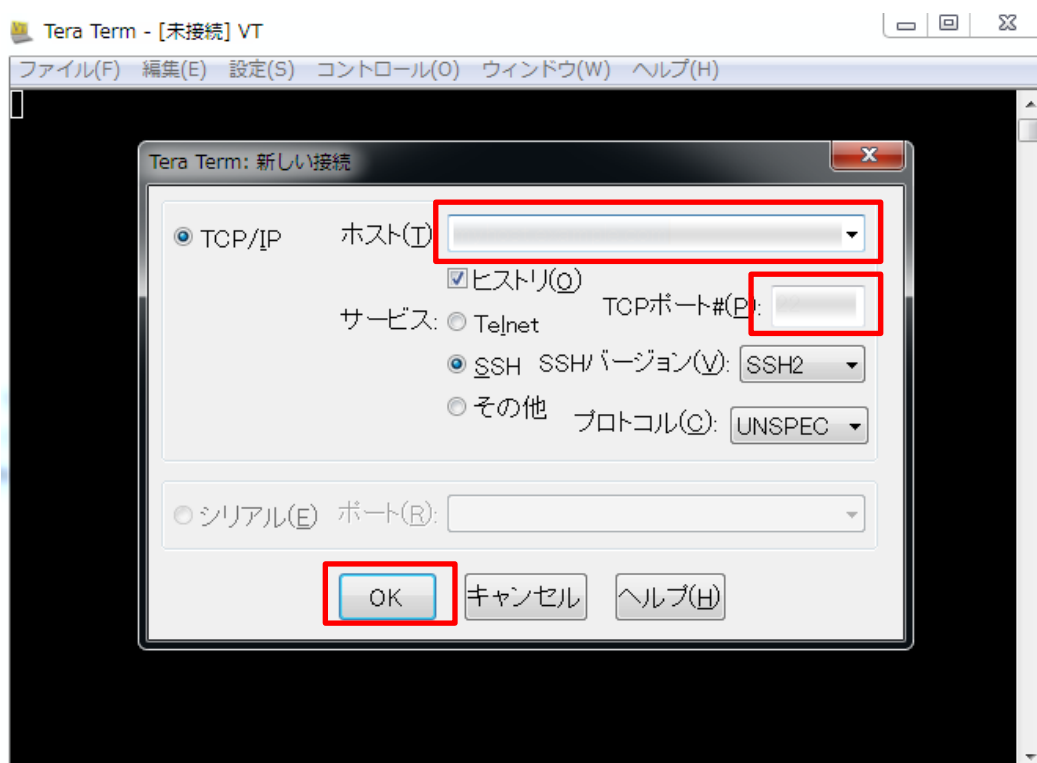 Tera Term - [未接続] VT
ファイル(F) 編集(E) 設定(S) コントロール(O) ウィンドウ(W) ヘルプ(H)
Tera Term: 新しい接続
TCP/IP ホスト(T)
ヒストリ(O)
TCPポート#(P):
サービス: Telnet
SSH SSHバージョン(V): SSH2
その他
プロトコル(C): UNSPEC
シリアル(E) ポート(R):
OK キャンセル ヘルプ(H)